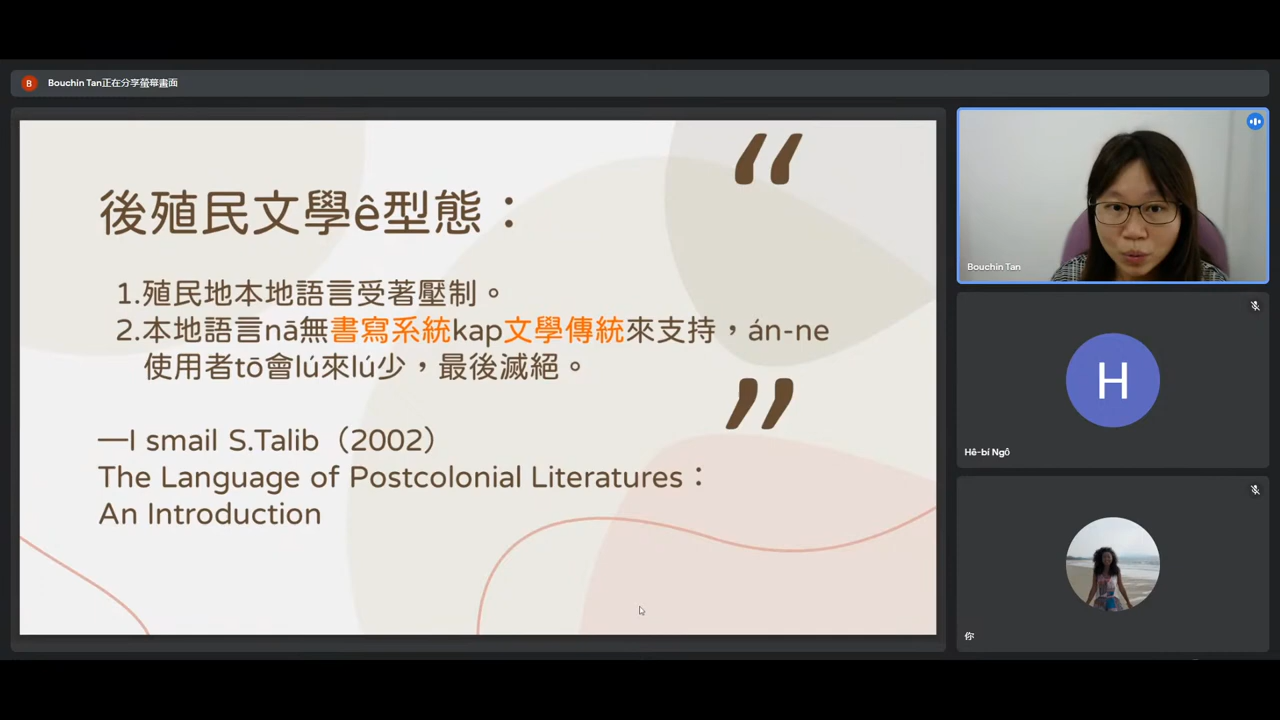 B
Bouchin Tan正在分享螢幕畫面
“
後殖民文學ê型態：
1.殖民地本地語言受著壓制。
2.本地語言nā無書寫系統kap文學傳統來支持，án-ne
使用者tō會lú來lú少，最後滅絕。
”
—I smail S.Talib（2002）
The Language of Postcolonial Literatures：
An Introduction
Bouchin Tan
H
Hê-bí Ngô
你